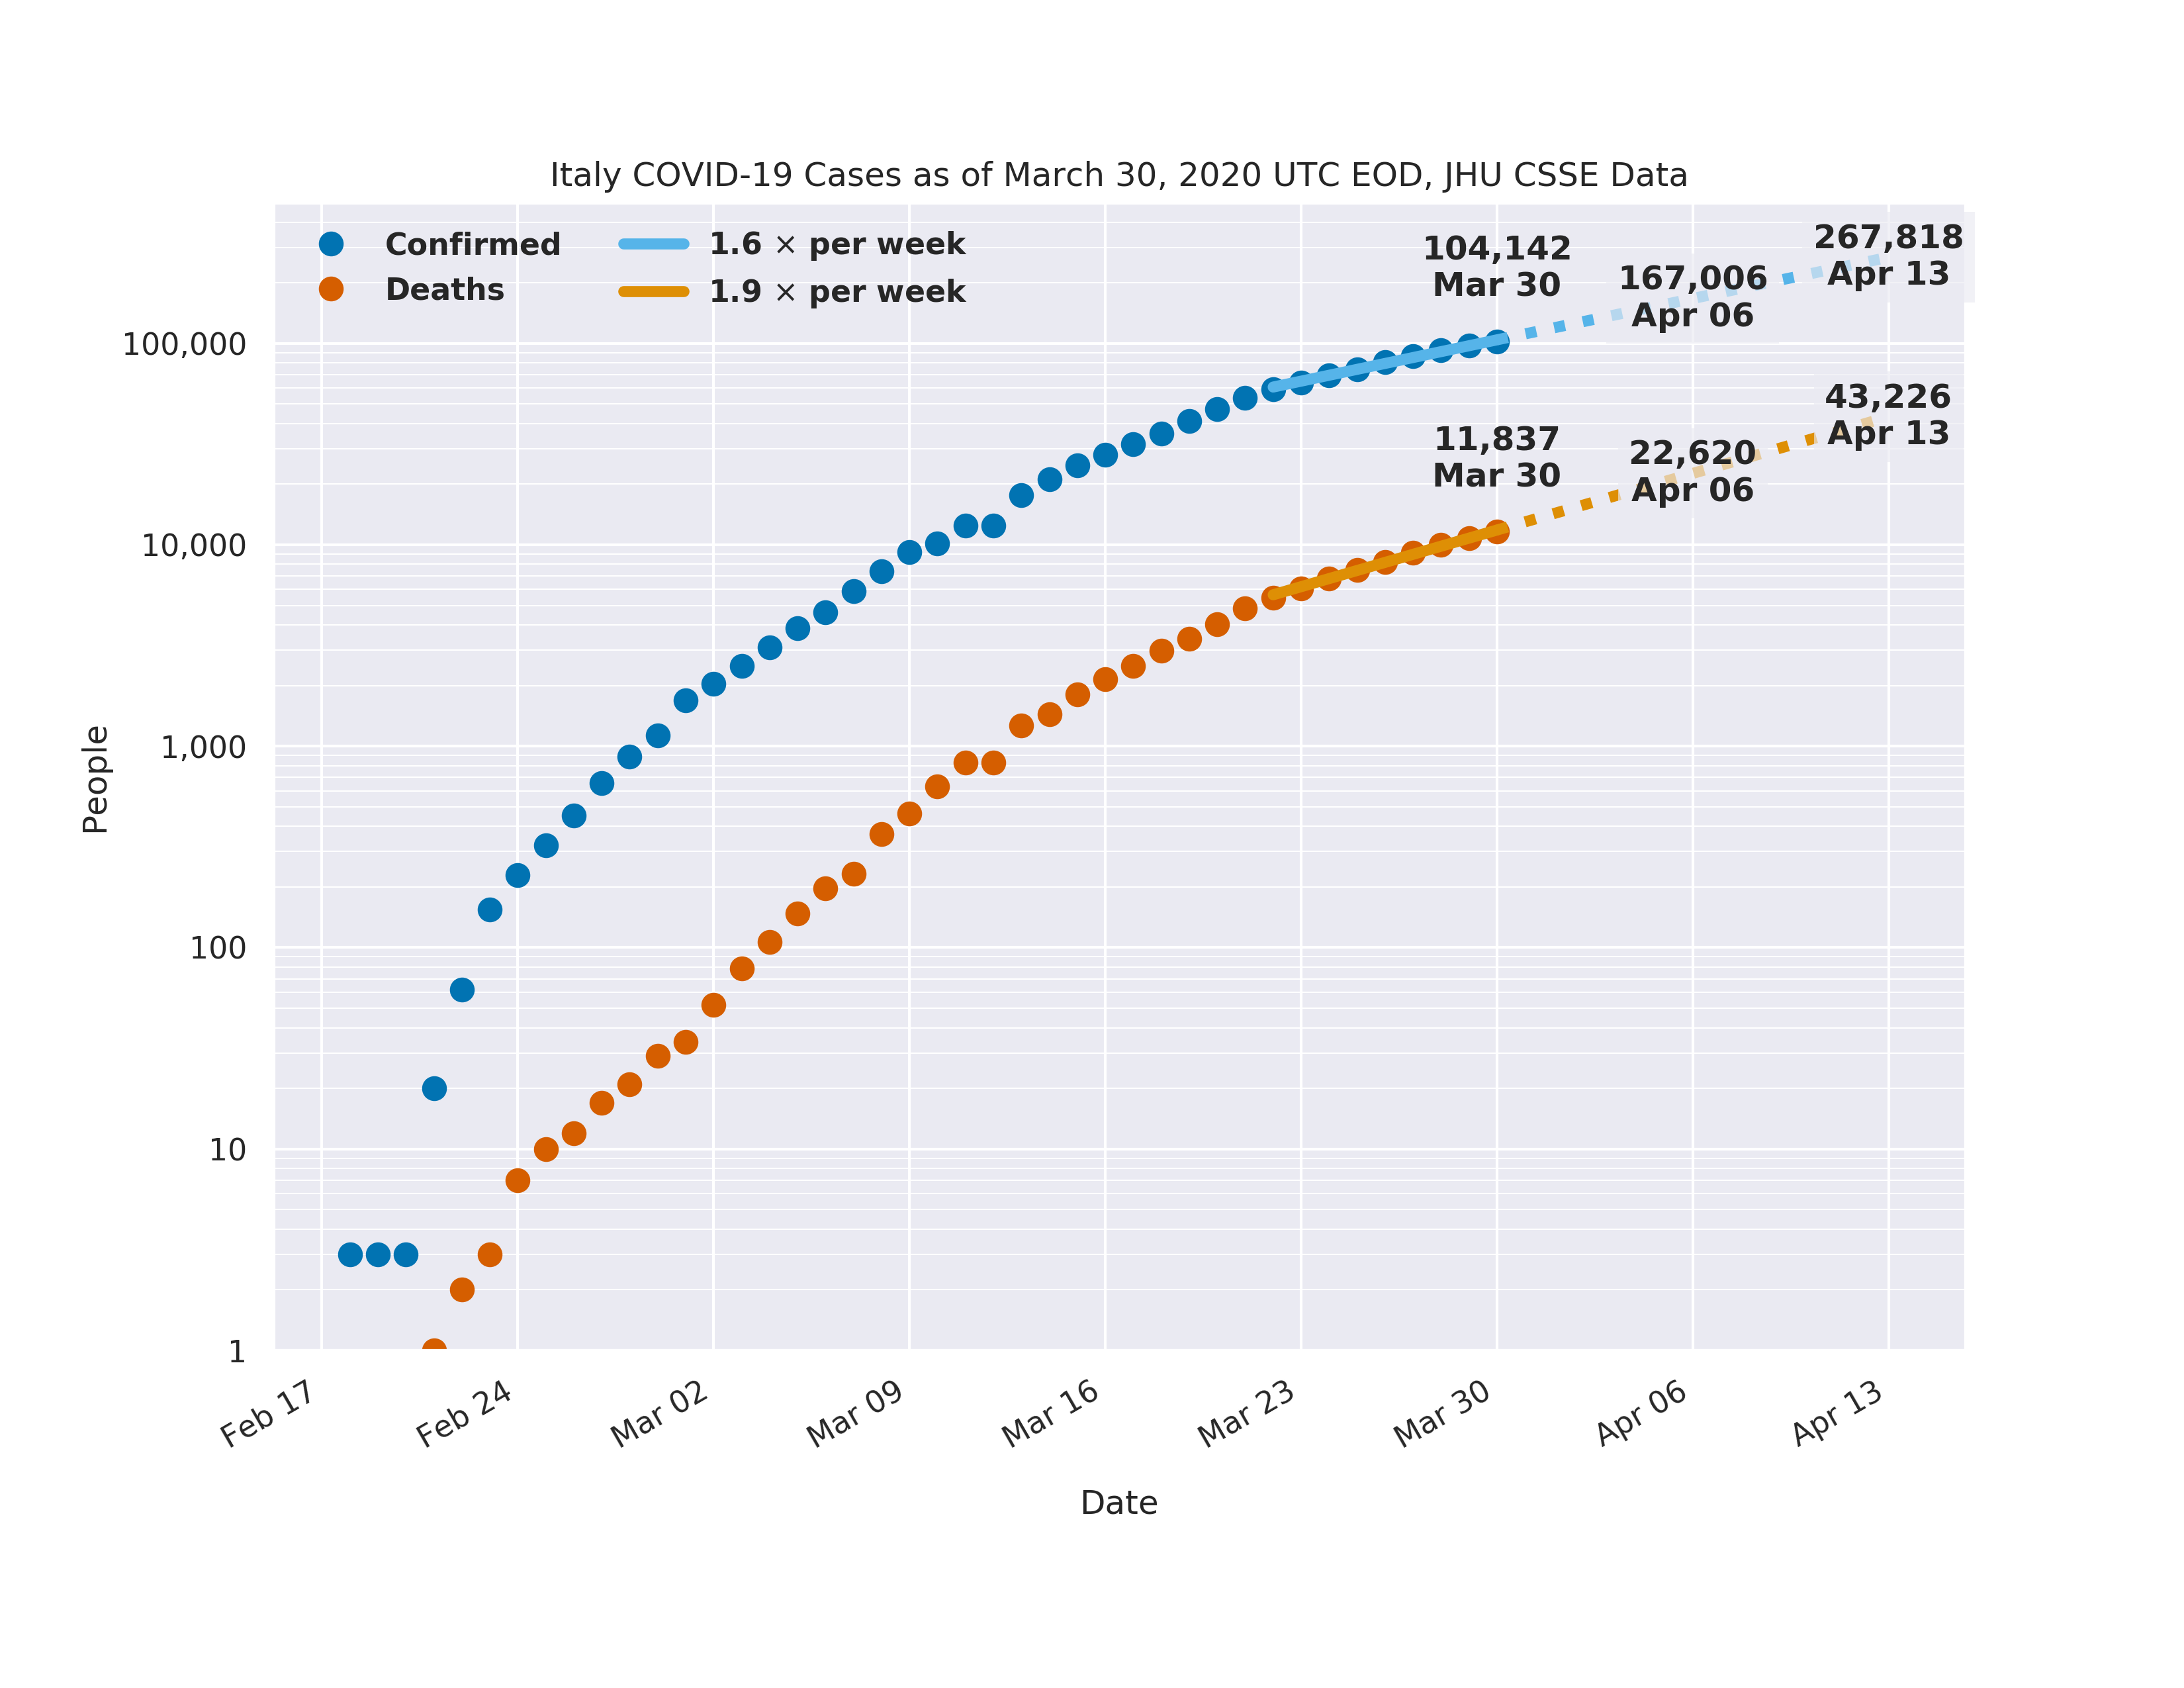 Italy COVID-19 Cases as of March 30, 2020 UTC EOD, JHU CSSE Data
Confirmed
Deaths
1.6 × per week
1.9 × per week
104,142
Mar 30
167,006
Apr 06
267,818
Apr 13
11,837
Mar 30
22,620
Apr 06
43,226
Apr 13
People
100,000
10,000
1,000
100
10
1
Feb 17
Feb 24
Mar 02
Mar 09
Mar 16
Mar 23
Mar 30
Apr 06
Apr 13
Date